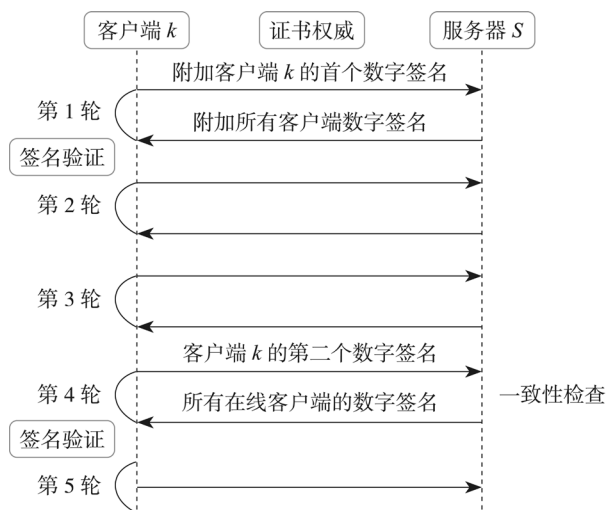 客户端 k
证书权威
服务器 S
附加客户端 k 的首个数字签名
第 1 轮
附加所有客户端数字签名
签名验证
第 2 轮
第 3 轮
客户端 k 的第二个数字签名
第 4 轮
所有在线客户端的数字签名
一致性检查
签名验证
第 5 轮